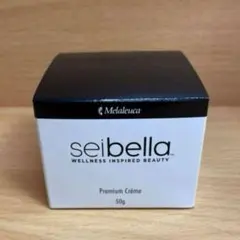 Melaleuca
seibella
WELLNESS INSPIRED BEAUTY
Premium Crème
50g